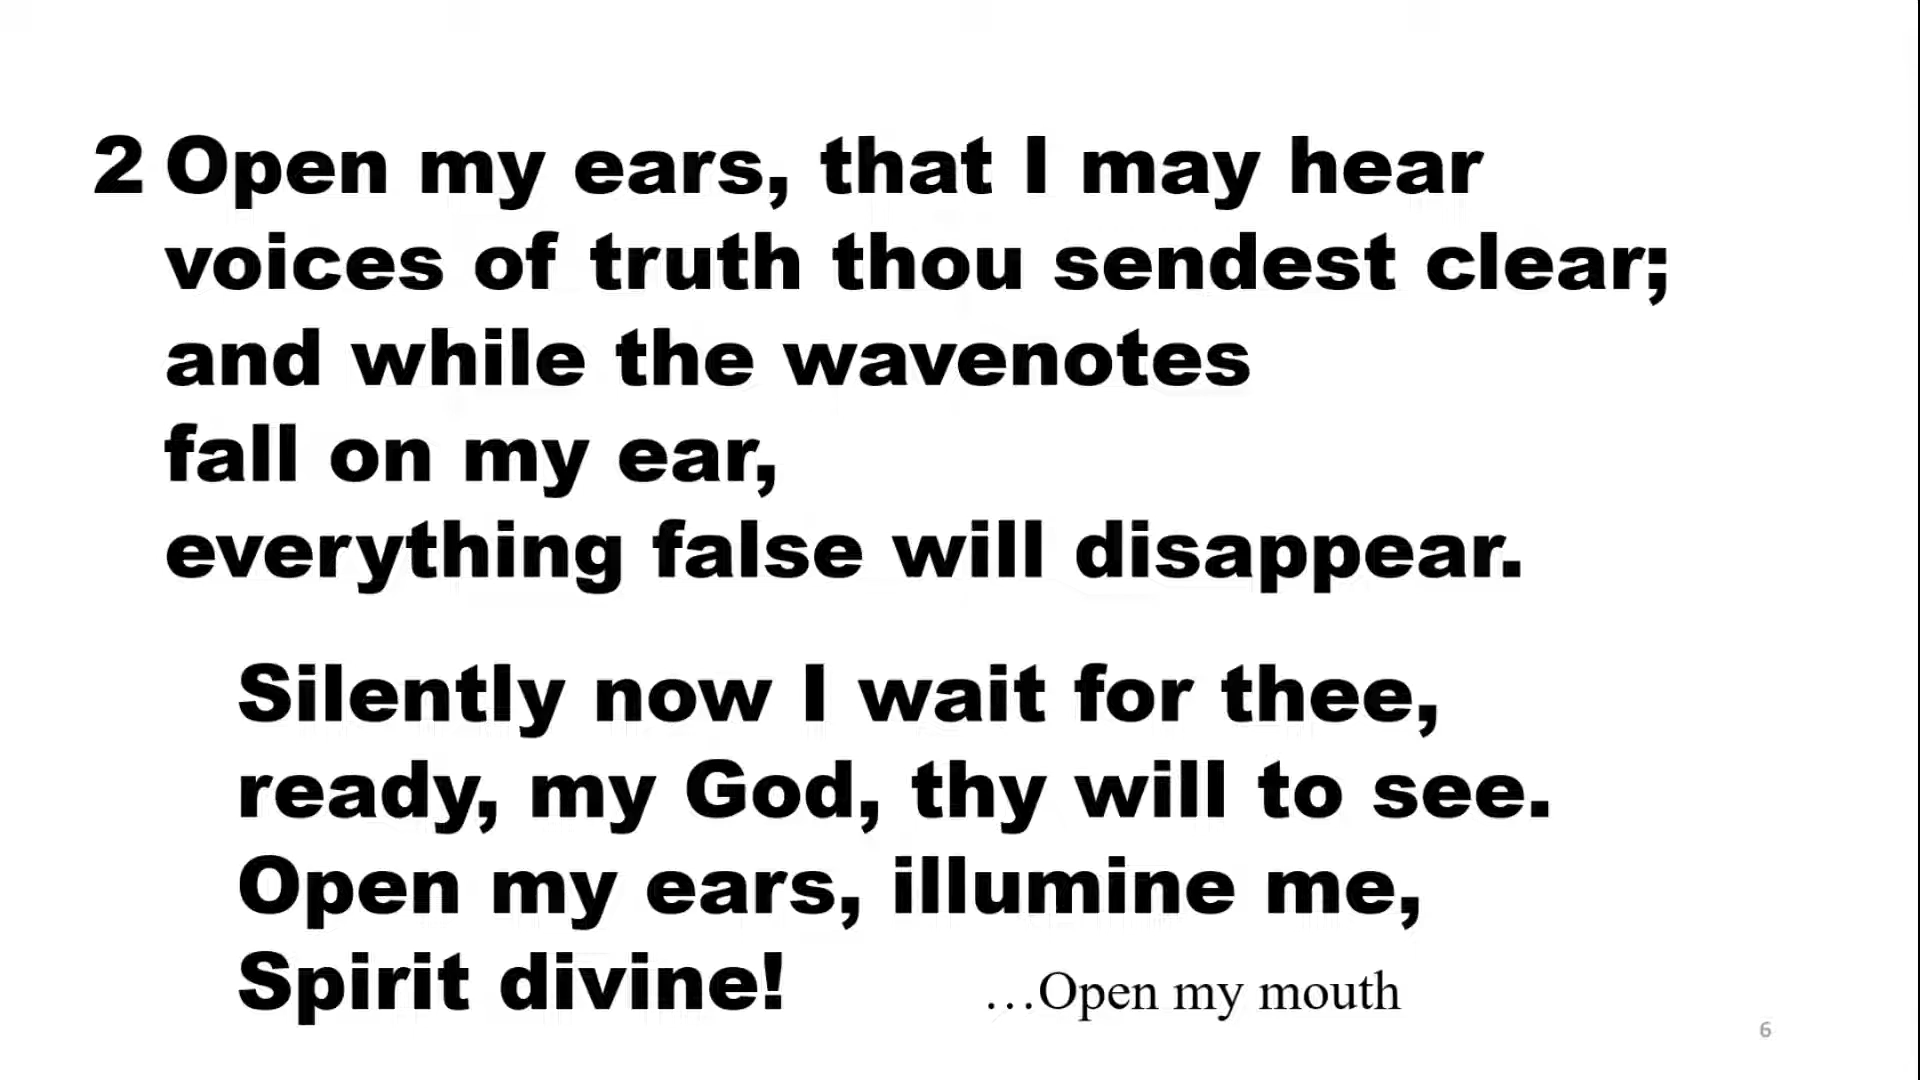 2 Open my ears, that I may hear
voices of truth thou sendest clear;
and while the wavenotes
fall on my ear,
everything false will disappear.
Silently now I wait for thee,
ready, my God, thy will to see.
Open my ears, illumine me,
Spirit divine! …Open my mouth
6